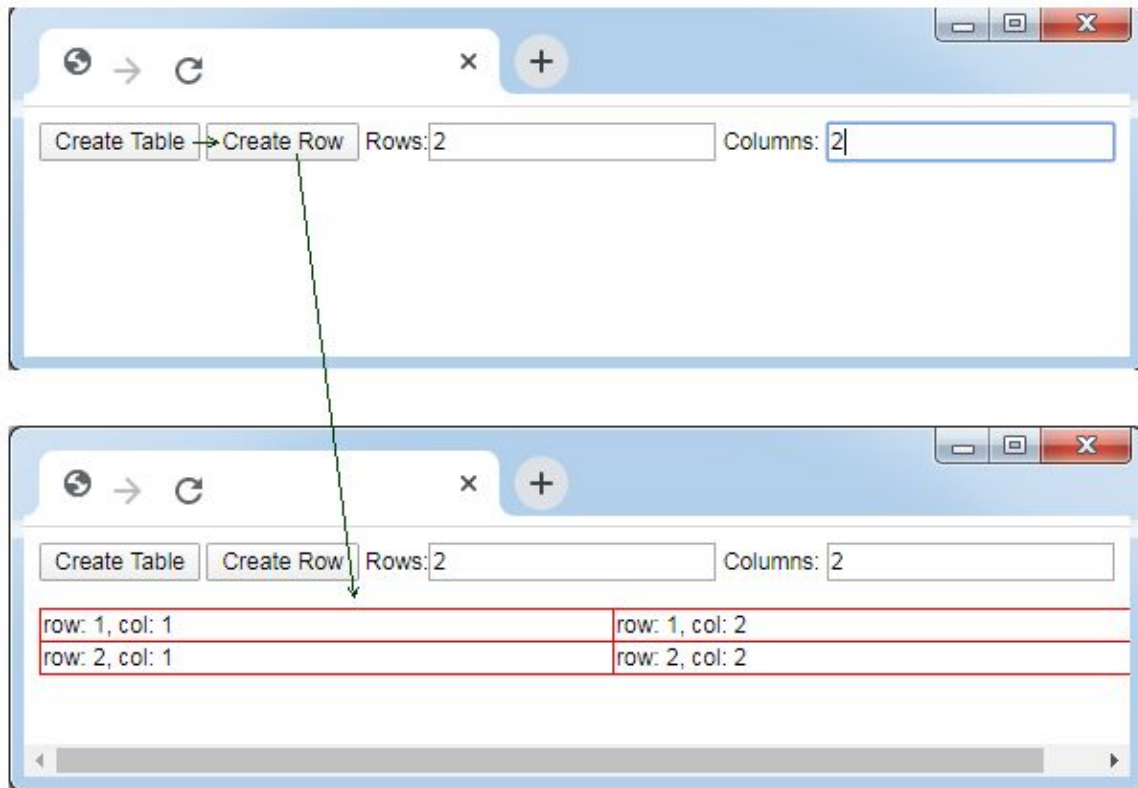 Create Table Create Row Rows: 2 Columns: 2
Create Table Create Row Rows: 2 Columns: 2
row: 1, col: 1 row: 1, col: 2
row: 2, col: 1 row: 2, col: 2